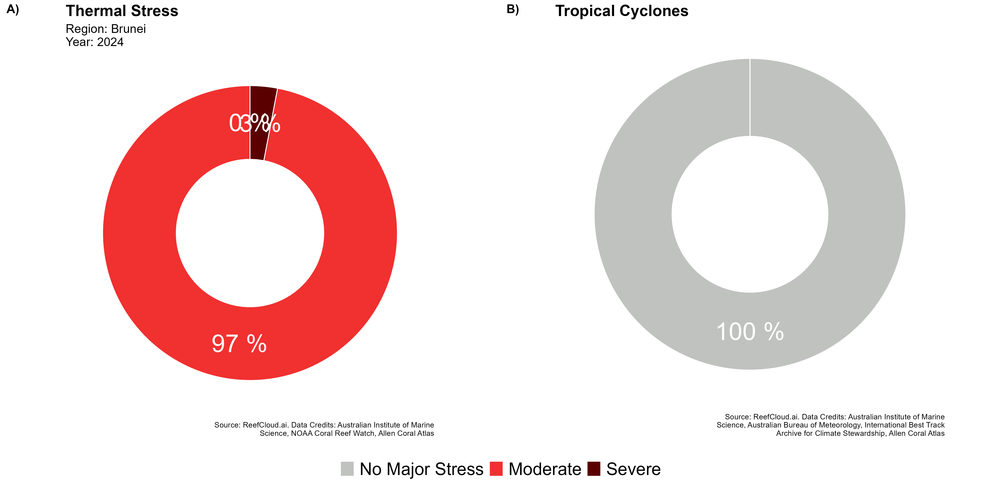 A)
Thermal Stress
Region: Brunei
Year: 2024
0 %
3 %
97 %
Source: ReefCloud.ai. Data Credits: Australian Institute of Marine
Science, NOAA Coral Reef Watch, Allen Coral Atlas
B)
Tropical Cyclones
100 %
Source: ReefCloud.ai. Data Credits: Australian Institute of Marine
Science, Australian Bureau of Meteorology, International Best Track
Archive for Climate Stewardship, Allen Coral Atlas
No Major Stress Moderate Severe